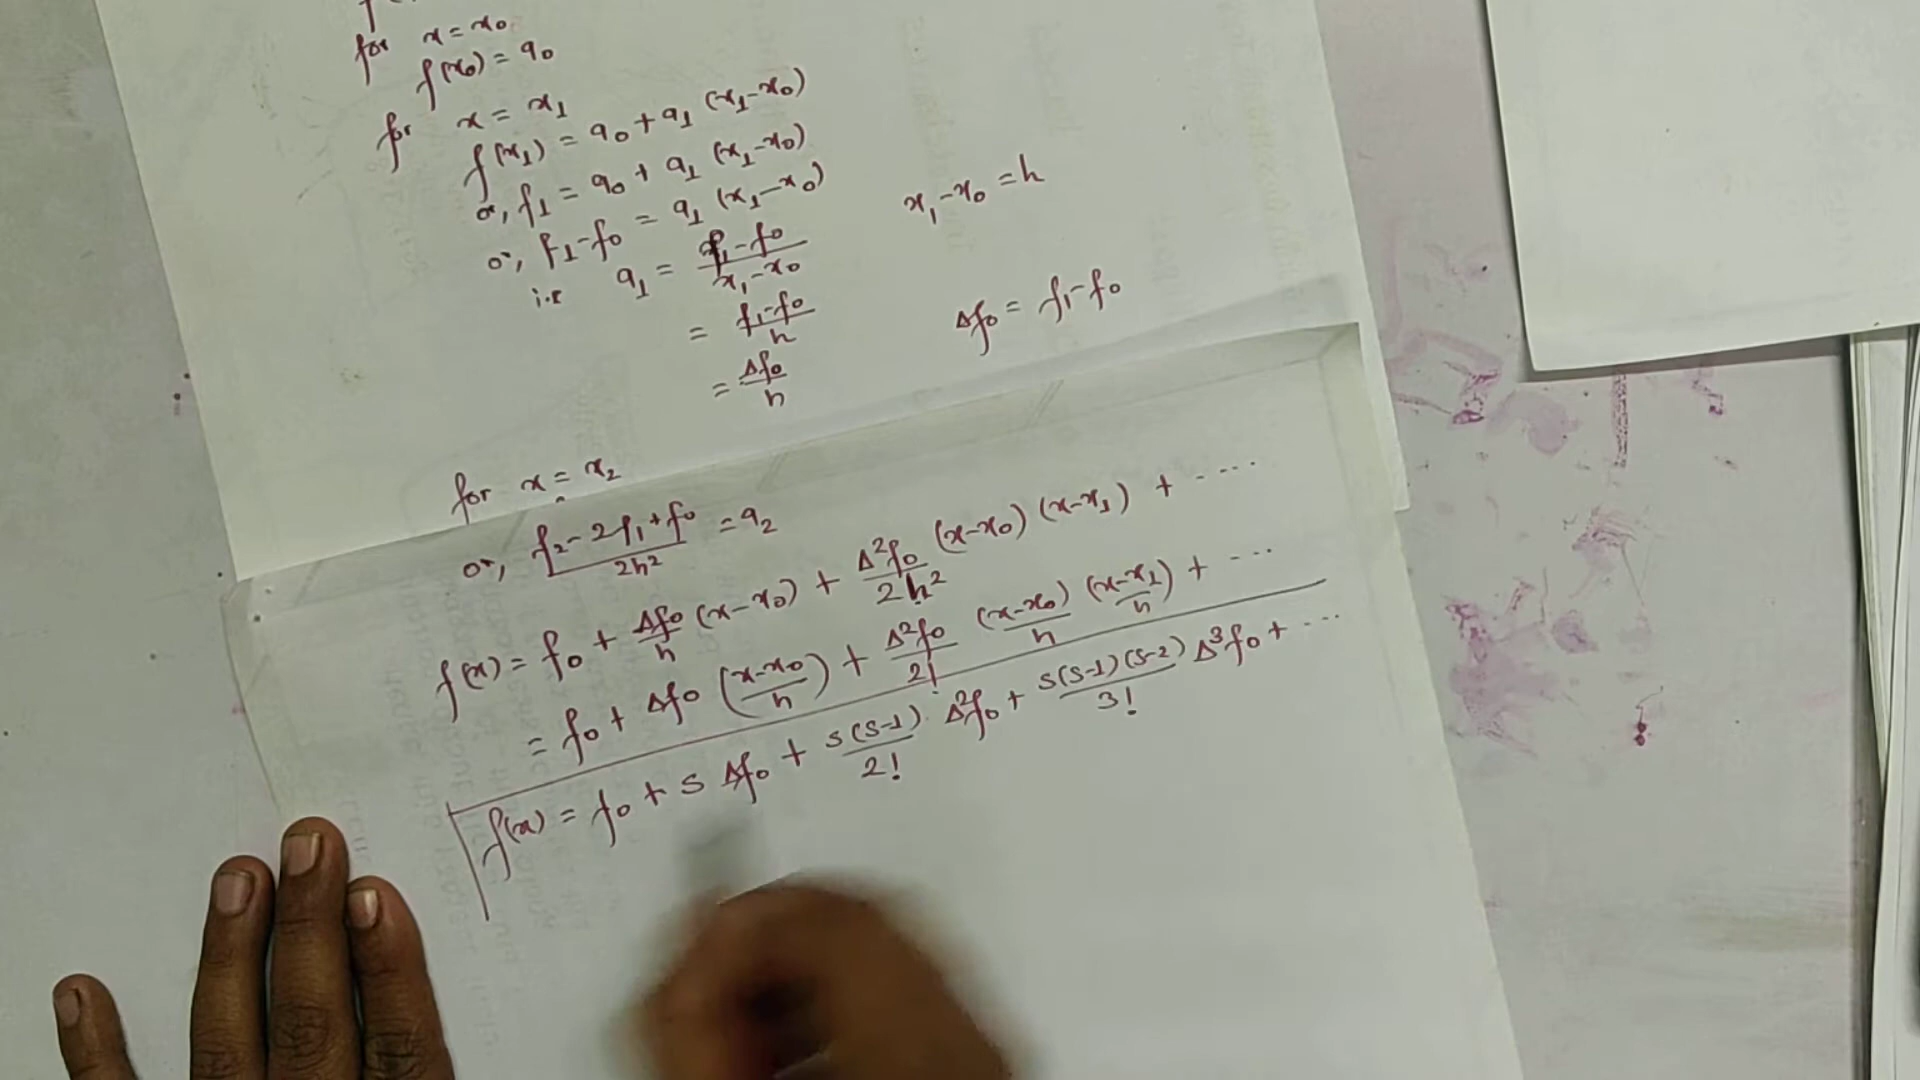 for x = x₀
f(x₀) = a₀
for x = x₁
f(x₁) = a₀ + a₁ (x₁-x₀)
or, f₁ = a₀ + a₁ (x₁-x₀)
or, f₁-f₀ = a₁ (x₁-x₀)
i.e a₁ = (f₁-f₀)/(x₁-x₀)
x₁-x₀ = h
= (f₁-f₀)/h
Δf₀ = f₁-f₀
= Δf₀/h
for x = x₂
or, (f₂-2f₁+f₀)/2h² = a₂
f(x) = f₀ + Δf₀/h (x-x₀) + Δ²f₀/2h² (x-x₀) (x-x₁) + ....
= f₀ + Δf₀ ((x-x₀)/h) + Δ²f₀/2! (x-x₀)/h (x-x₁)/h + ...
f(x) = f₀ + s Δf₀ + s(s-1)/2! Δ²f₀ + s(s-1)(s-2)/3! Δ³f₀ + ...